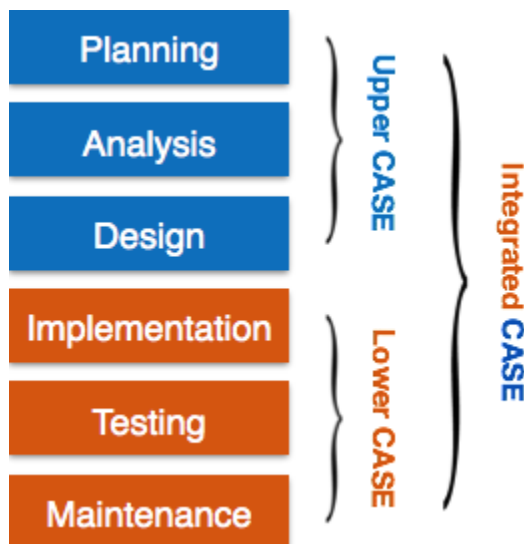 Planning
Analysis
Design
Implementation
Testing
Maintenance
Upper CASE
Lower CASE
Integrated CASE